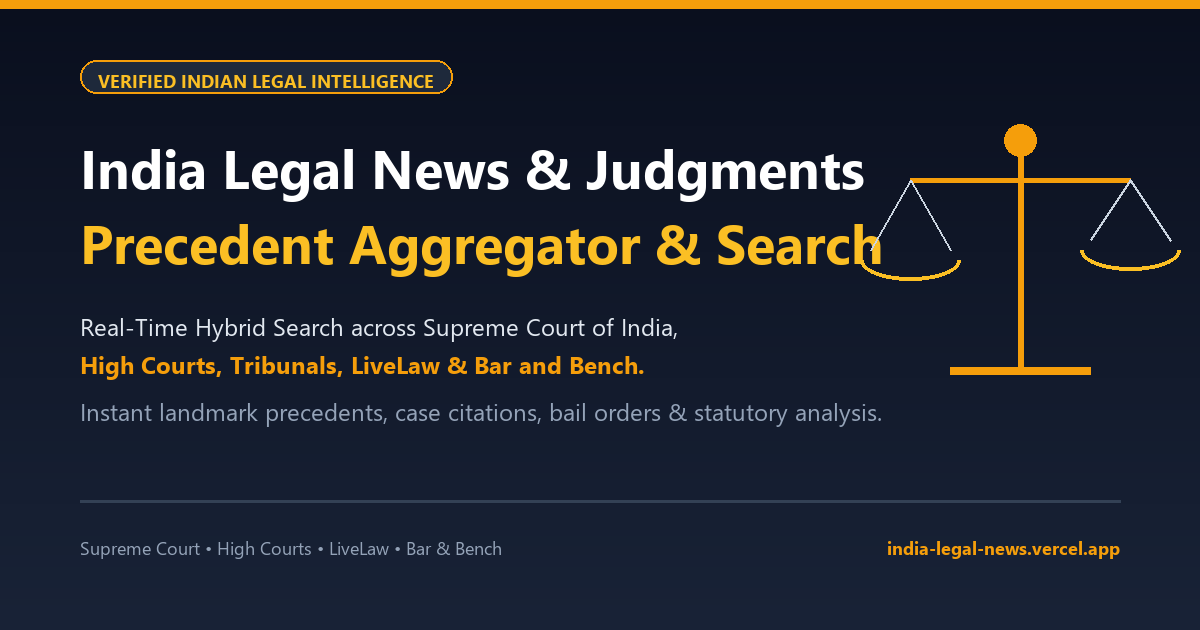 VERIFIED INDIAN LEGAL INTELLIGENCE
India Legal News & Judgments
Precedent Aggregator & Search
Real-Time Hybrid Search across Supreme Court of India,
High Courts, Tribunals, LiveLaw & Bar and Bench.
Instant landmark precedents, case citations, bail orders & statutory analysis.
Supreme Court • High Courts • LiveLaw • Bar & Bench
india-legal-news.vercel.app